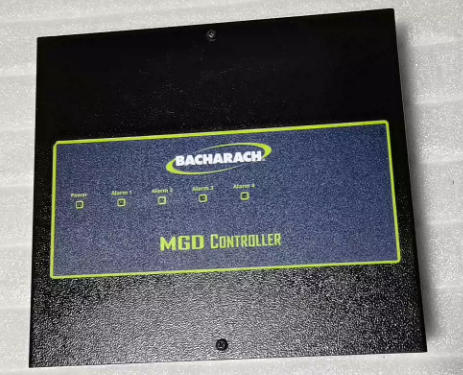 BACHARACH
Power Alarm 1 Alarm 2 Alarm 3 Alarm 4
MGD CONTROLLER